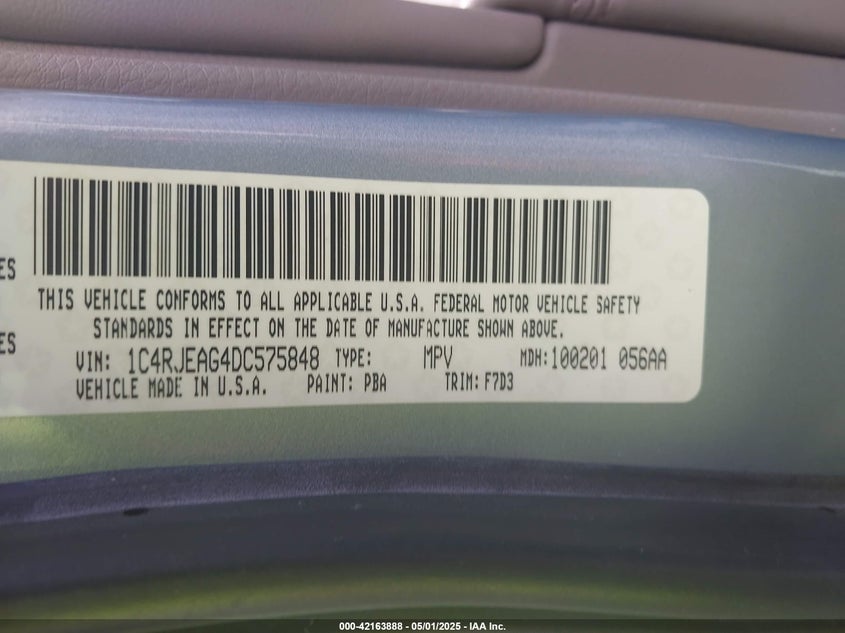 ES
THIS VEHICLE CONFORMS TO ALL APPLICABLE U.S.A. FEDERAL MOTOR VEHICLE SAFETY
STANDARDS IN EFFECT ON THE DATE OF MANUFACTURE SHOWN ABOVE.
ES
VIN: 1C4RJEAG4DC575848 TYPE: MPV MDH:100201 056AA
VEHICLE MADE IN U.S.A. PAINT: PBA TRIM: F7D3
000-42163888 - 05/01/2025 - IAA Inc.